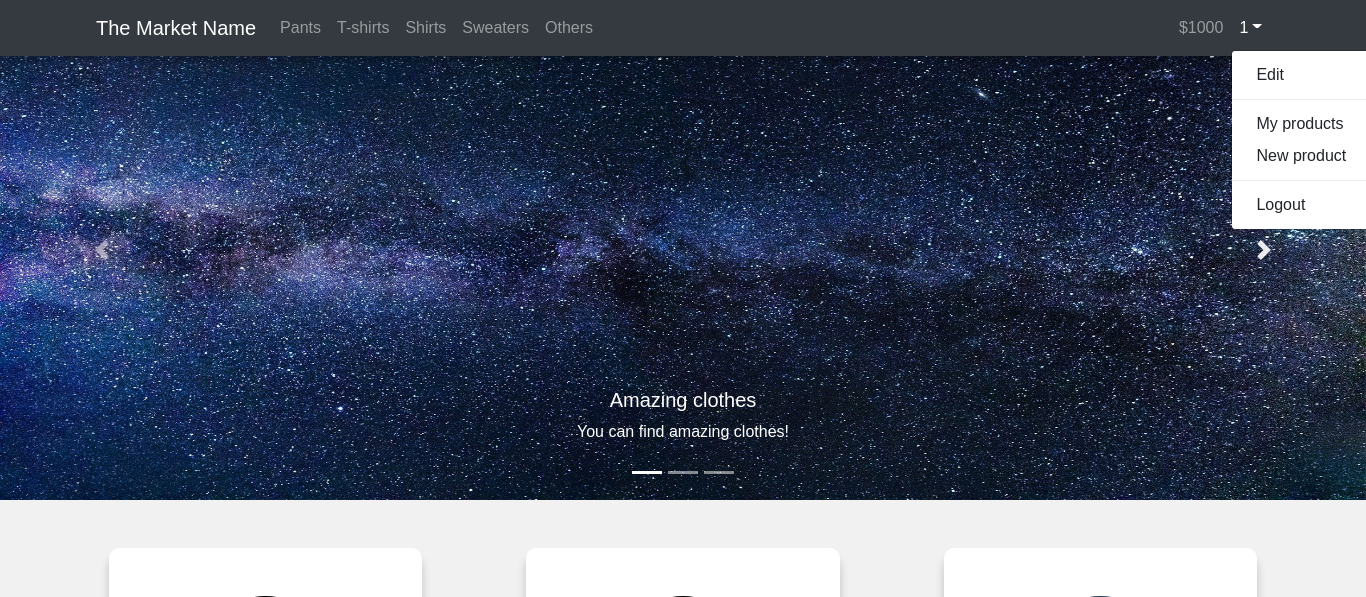 The Market Name Pants T-shirts Shirts Sweaters Others $1000 1
Edit
My products
New product
Logout
Amazing clothes
You can find amazing clothes!